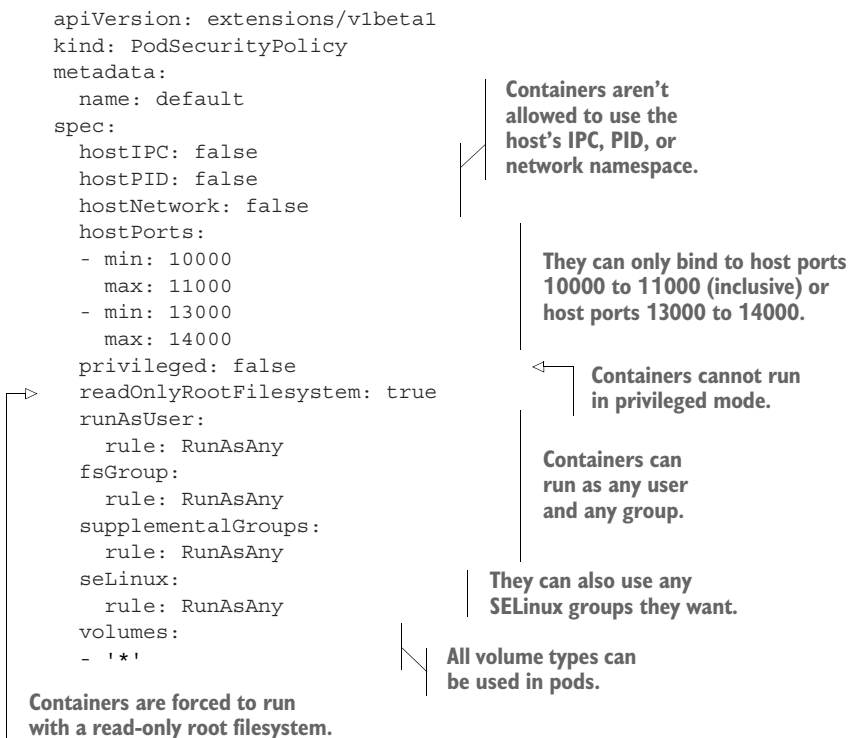 apiVersion: extensions/v1beta1
kind: PodSecurityPolicy
metadata:
  name: default
spec:
  hostIPC: false
  hostPID: false
  hostNetwork: false
  hostPorts:
  - min: 10000
    max: 11000
  - min: 13000
    max: 14000
  privileged: false
  readOnlyRootFilesystem: true
  runAsUser:
    rule: RunAsAny
  fsGroup:
    rule: RunAsAny
  supplementalGroups:
    rule: RunAsAny
  seLinux:
    rule: RunAsAny
  volumes:
  - '*'
Containers aren't
allowed to use the
host's IPC, PID, or
network namespace.
They can only bind to host ports
10000 to 11000 (inclusive) or
host ports 13000 to 14000.
Containers cannot run
in privileged mode.
Containers can
run as any user
and any group.
They can also use any
SELinux groups they want.
All volume types can
be used in pods.
Containers are forced to run
with a read-only root filesystem.